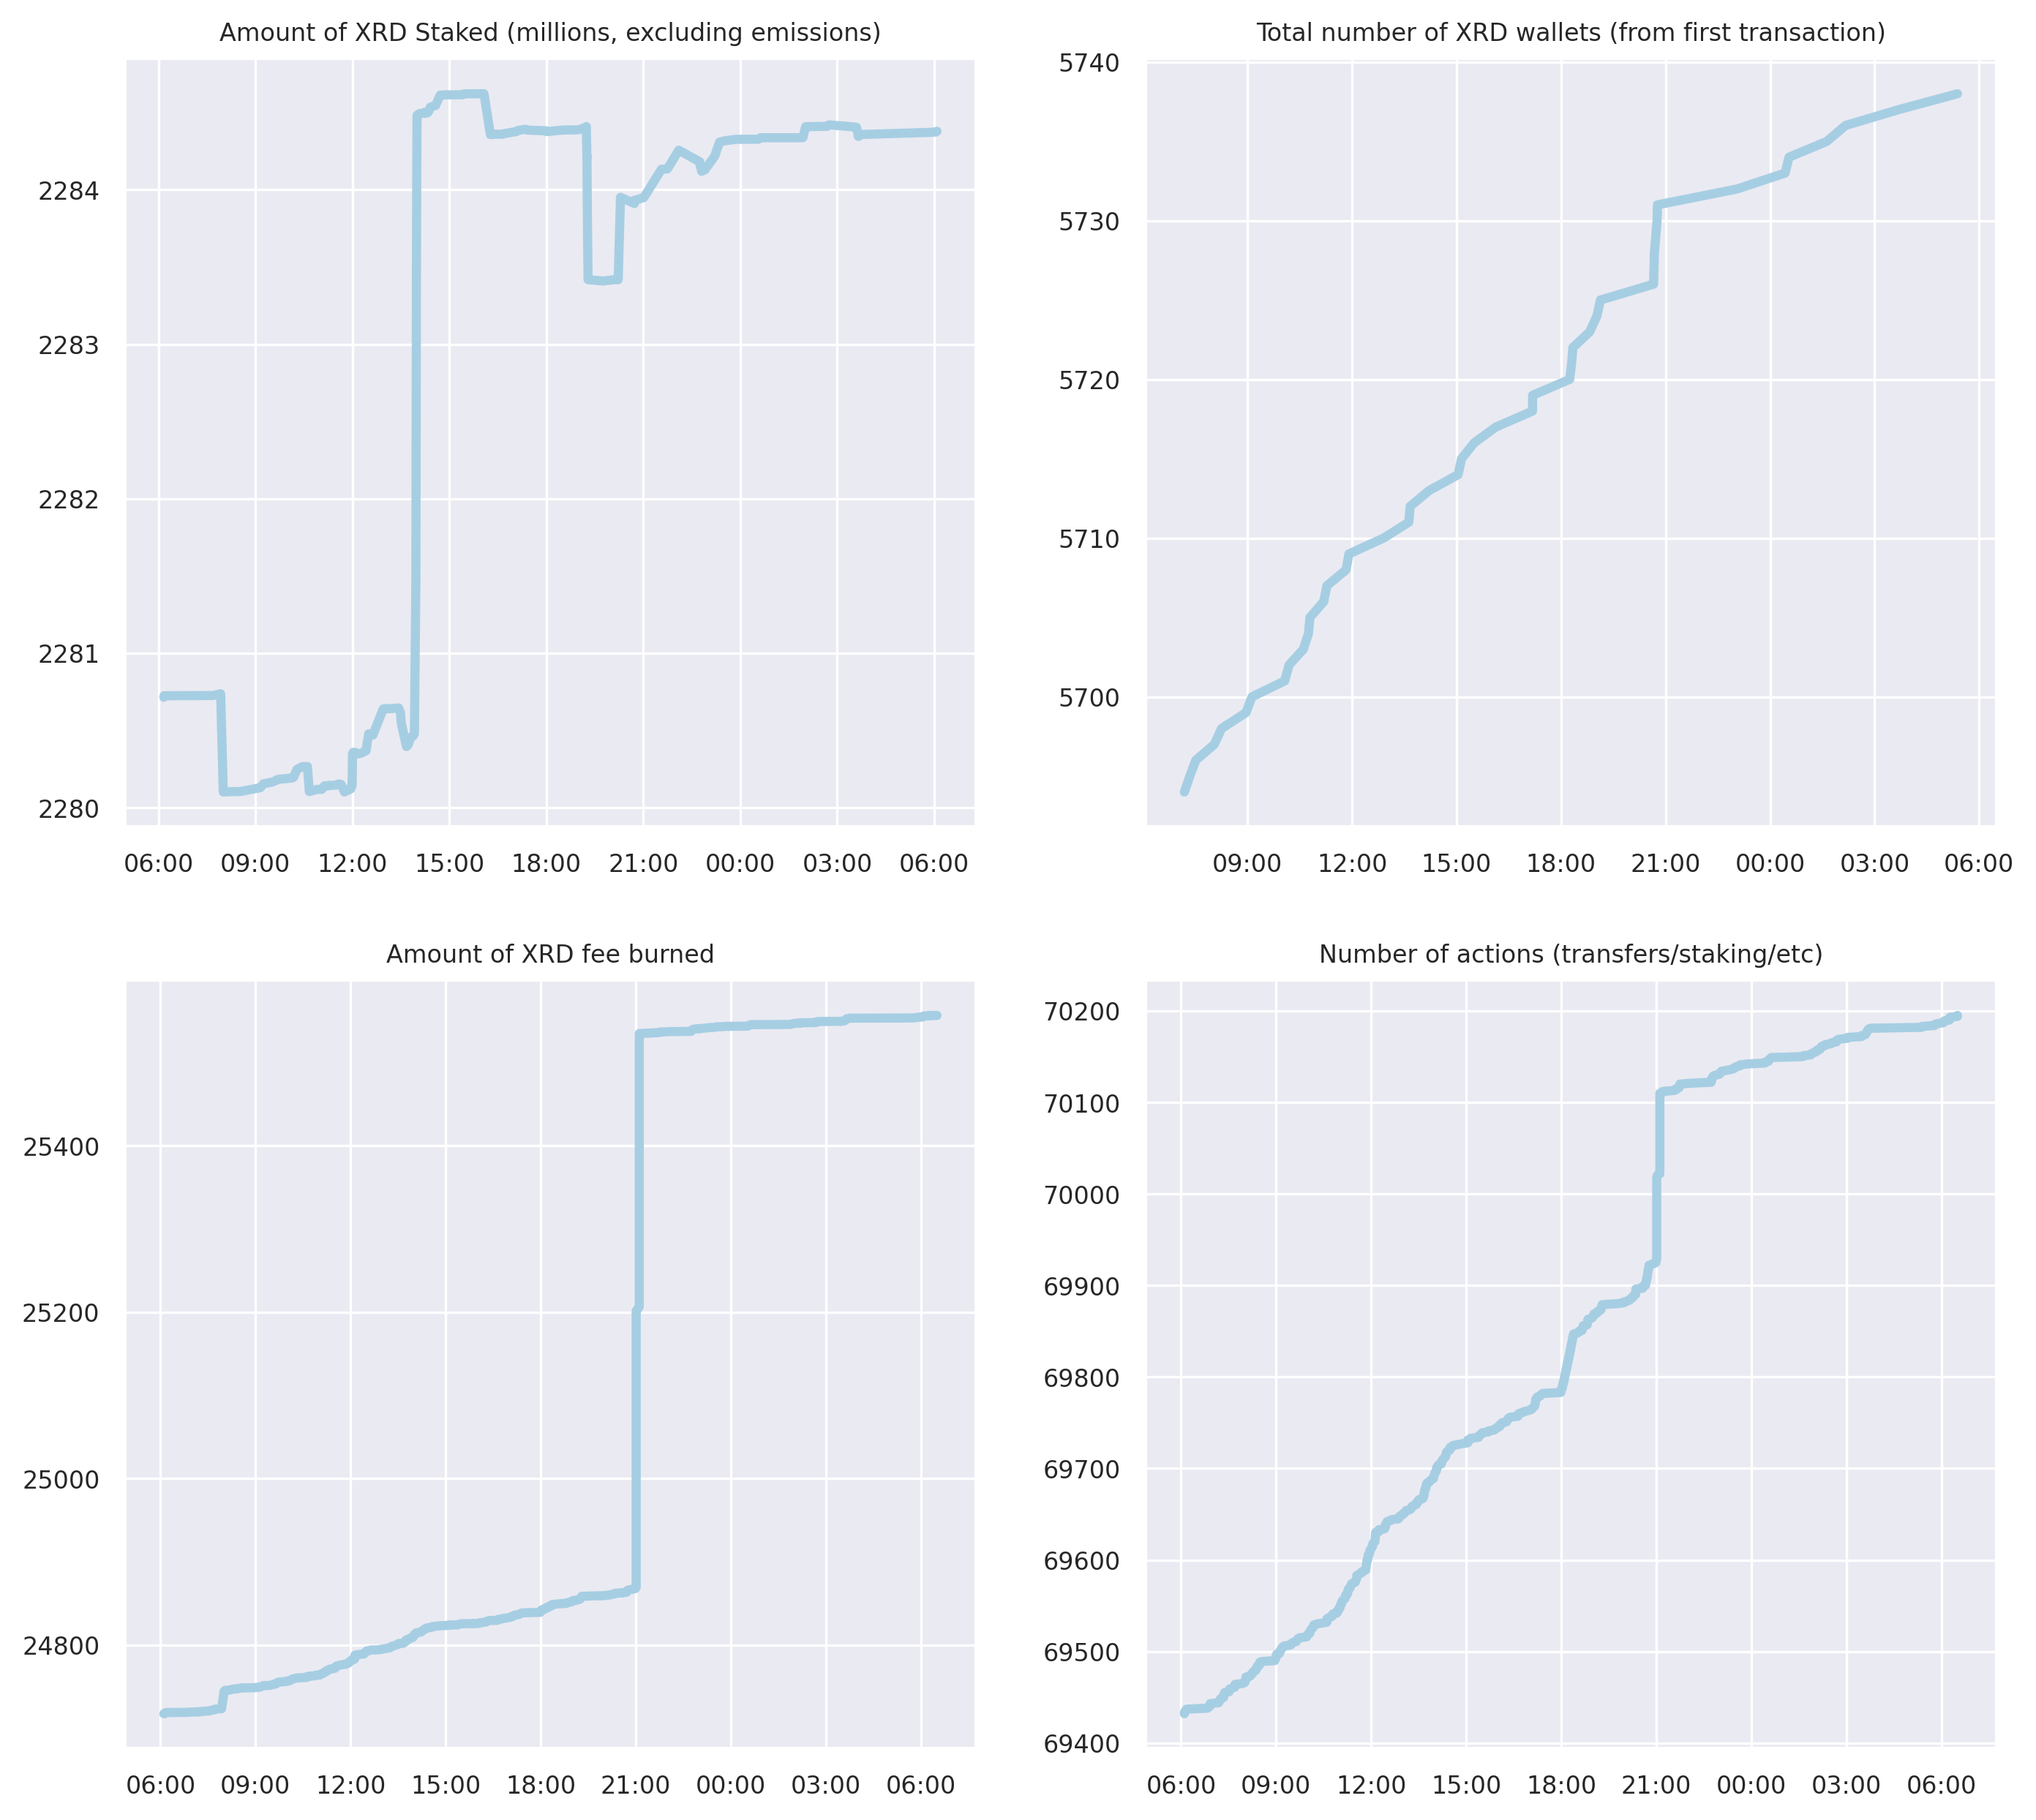 Amount of XRD Staked (millions, excluding emissions)
2284
2283
2282
2281
2280
06:00 09:00 12:00 15:00 18:00 21:00 00:00 03:00 06:00
Total number of XRD wallets (from first transaction)
5740
5730
5720
5710
5700
09:00 12:00 15:00 18:00 21:00 00:00 03:00 06:00
Amount of XRD fee burned
25400
25200
25000
24800
06:00 09:00 12:00 15:00 18:00 21:00 00:00 03:00 06:00
Number of actions (transfers/staking/etc)
70200
70100
70000
69900
69800
69700
69600
69500
69400
06:00 09:00 12:00 15:00 18:00 21:00 00:00 03:00 06:00